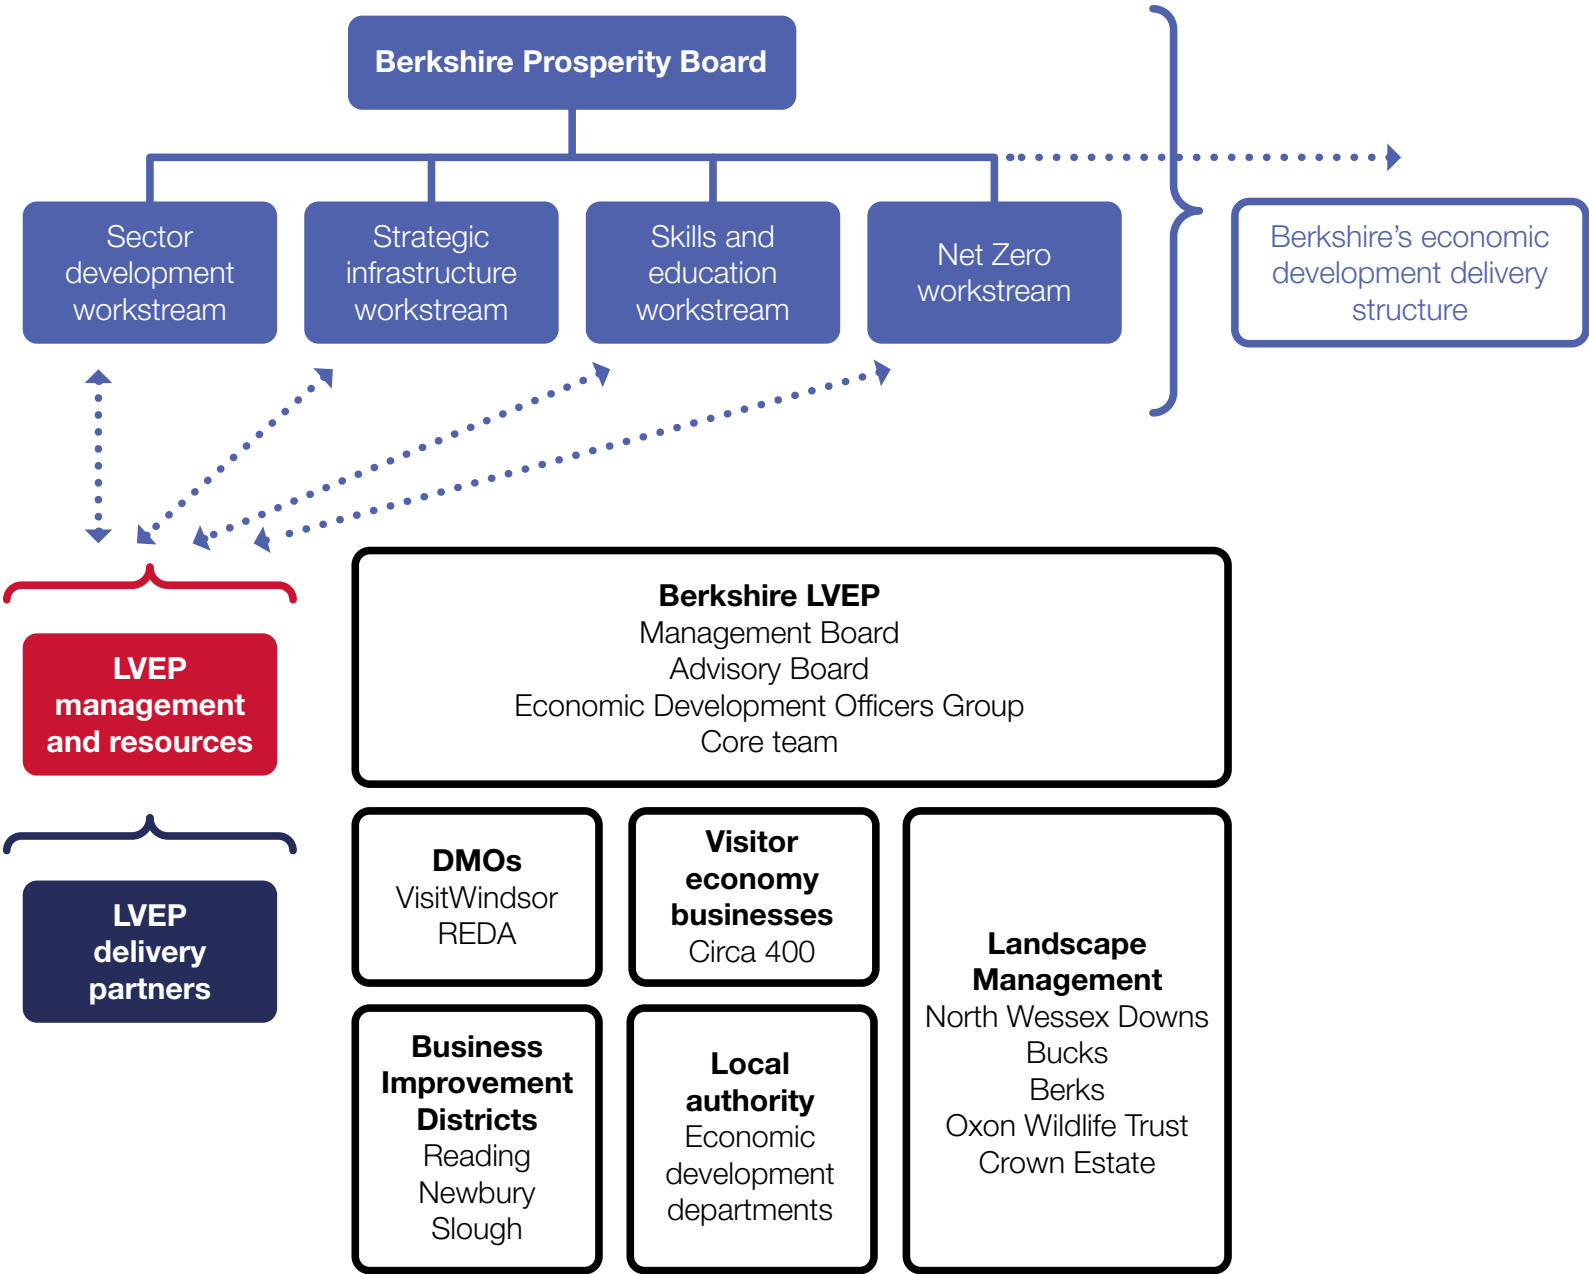 Berkshire Prosperity Board
Sector
development
workstream
Strategic
infrastructure
workstream
Skills and
education
workstream
Net Zero
workstream
Berkshire’s economic
development delivery
structure
LVEP
management
and resources
Berkshire LVEP
Management Board
Advisory Board
Economic Development Officers Group
Core team
LVEP
delivery
partners
DMOs
VisitWindsor
REDA
Visitor
economy
businesses
Circa 400
Landscape
Management
North Wessex Downs
Bucks
Berks
Oxon Wildlife Trust
Crown Estate
Business
Improvement
Districts
Reading
Newbury
Slough
Local
authority
Economic
development
departments